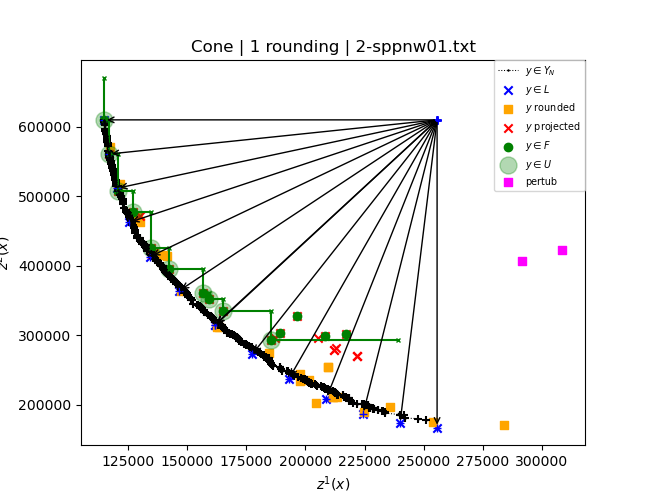 Cone | 1 rounding | 2-sppnw01.txt
y ∈ Y_N
y ∈ L
y rounded
y projected
y ∈ F
y ∈ U
pertub
600000
500000
400000
300000
200000
z²(x)
125000 150000 175000 200000 225000 250000 275000 300000
z¹(x)